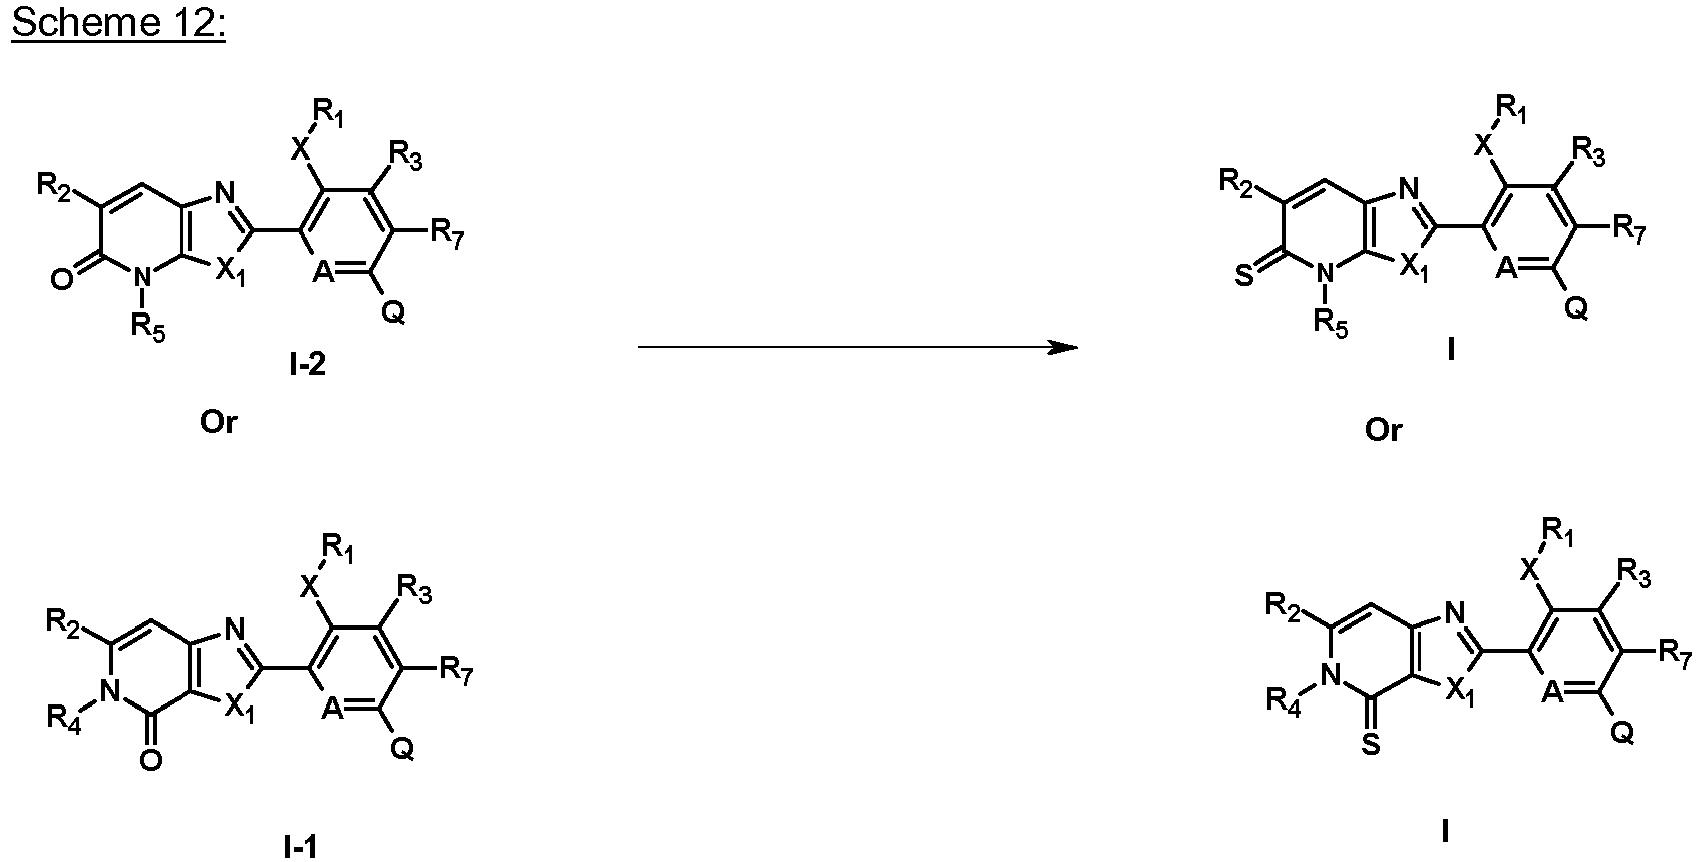 Scheme 12:
R1
X
R3
R2
N
R7
O
N
X1
A
R5
Q
I-2
Or
R1
X
R3
R2
N
R7
N
X1
A
R4
O
Q
I-1
R1
X
R3
R2
N
R7
S
N
X1
A
R5
Q
I
Or
R1
X
R3
R2
N
R7
N
X1
A
R4
S
Q
I